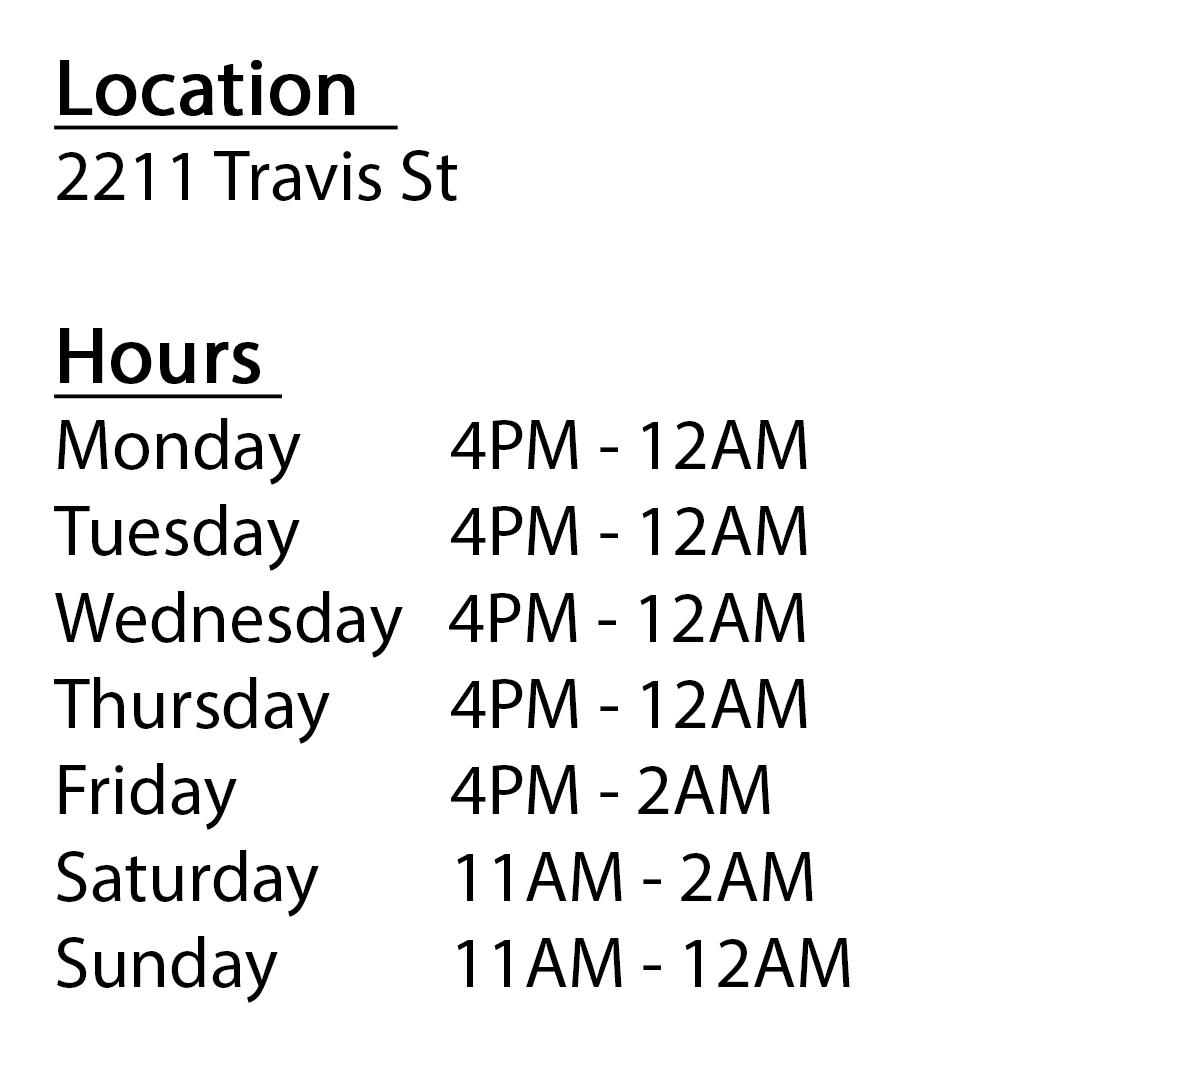 Location
2211 Travis St
Hours
Monday 4PM - 12AM
Tuesday 4PM - 12AM
Wednesday 4PM - 12AM
Thursday 4PM - 12AM
Friday 4PM - 2AM
Saturday 11AM - 2AM
Sunday 11AM - 12AM